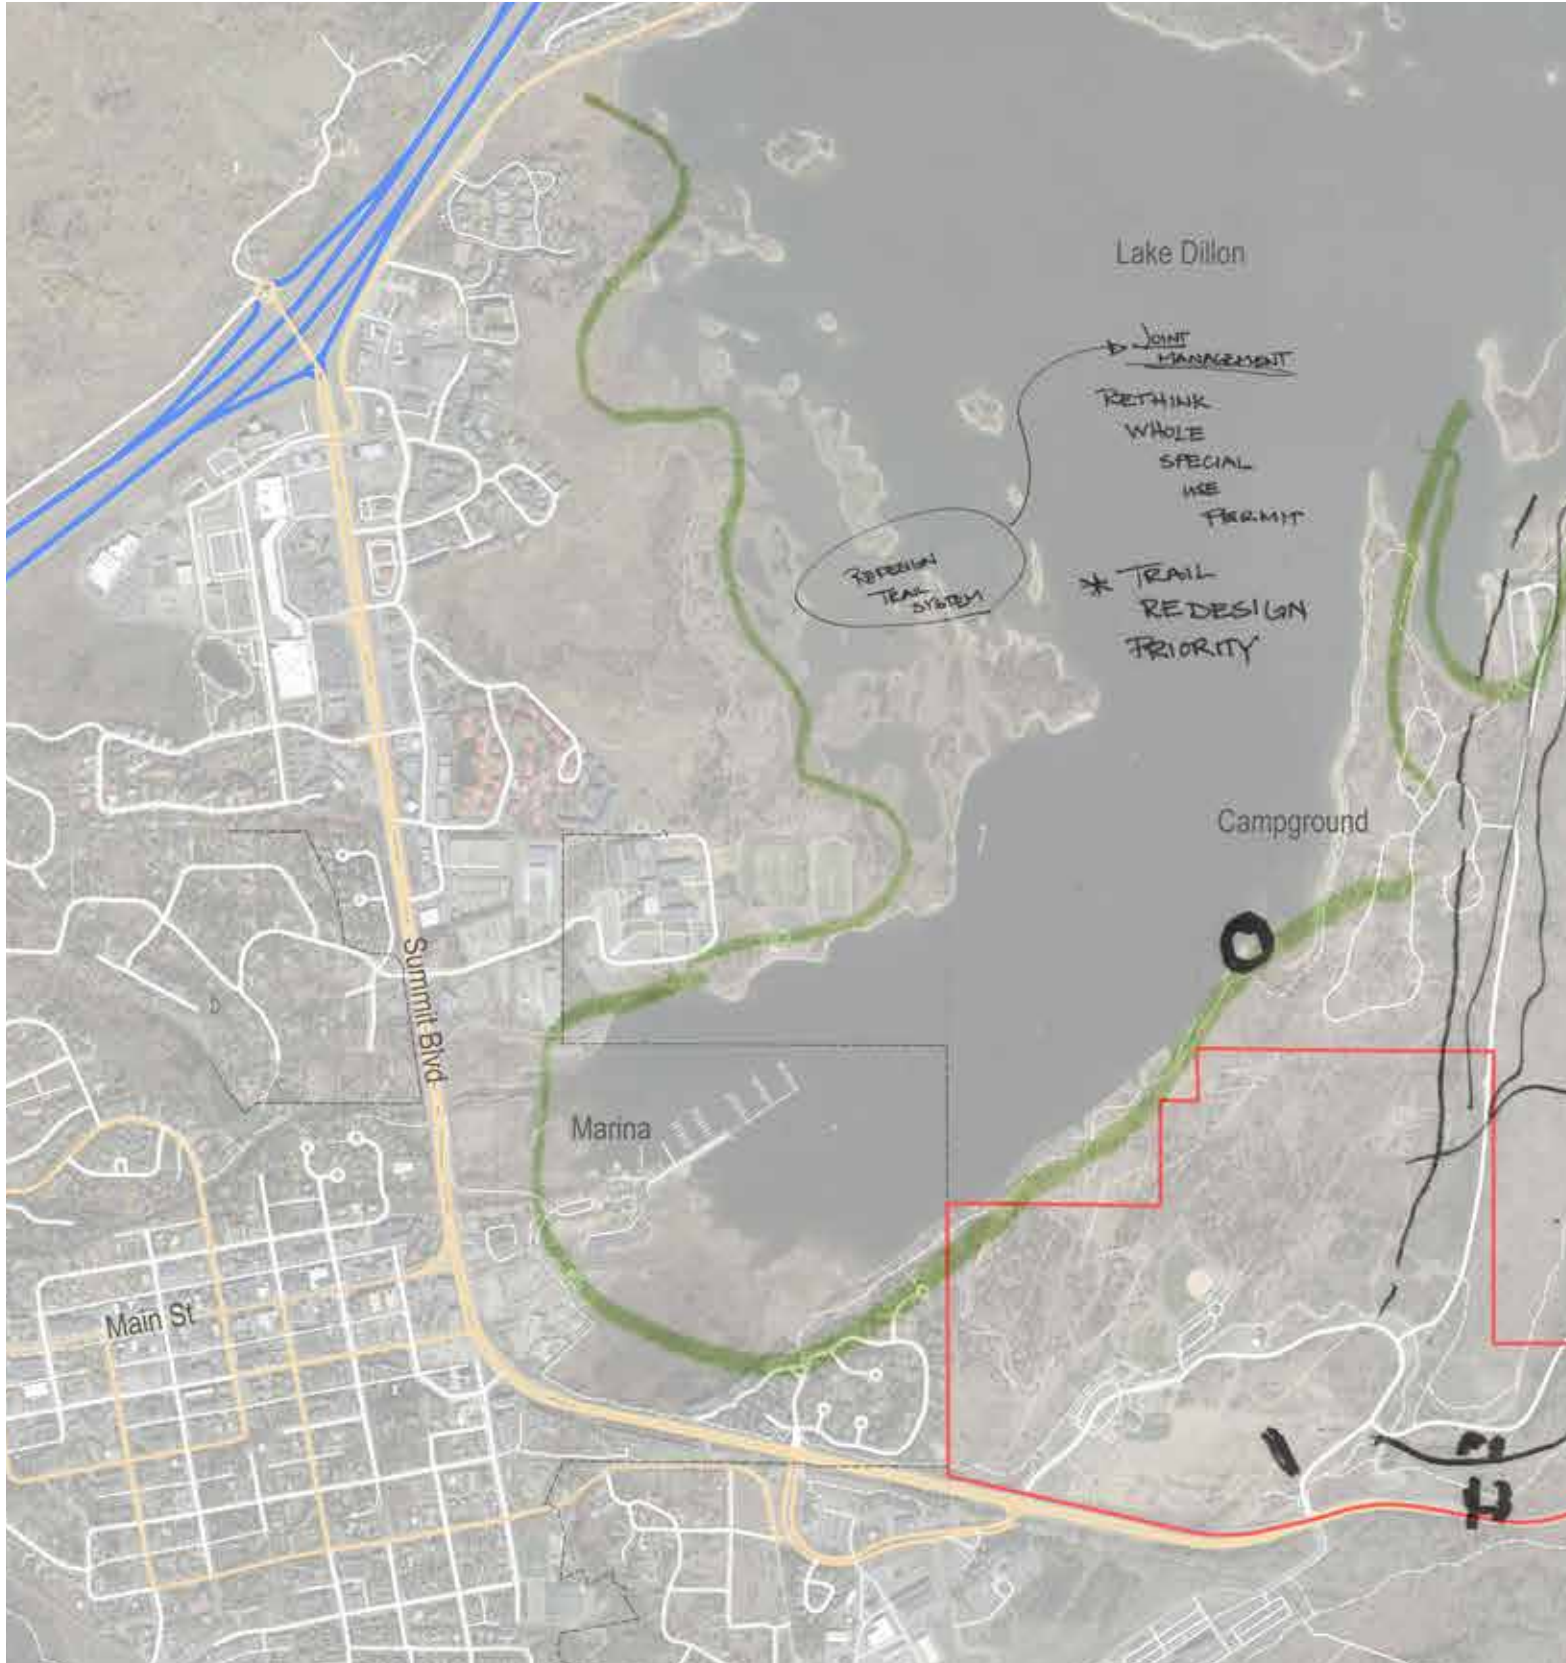 Lake Dillon
JOINT
MANAGEMENT
RETHINK
WHOLE
SPECIAL
USE
PERMIT
REDESIGN
TRAIL
SYSTEM
* TRAIL
REDESIGN
PRIORITY
Campground
Summit Blvd
Marina
Main St